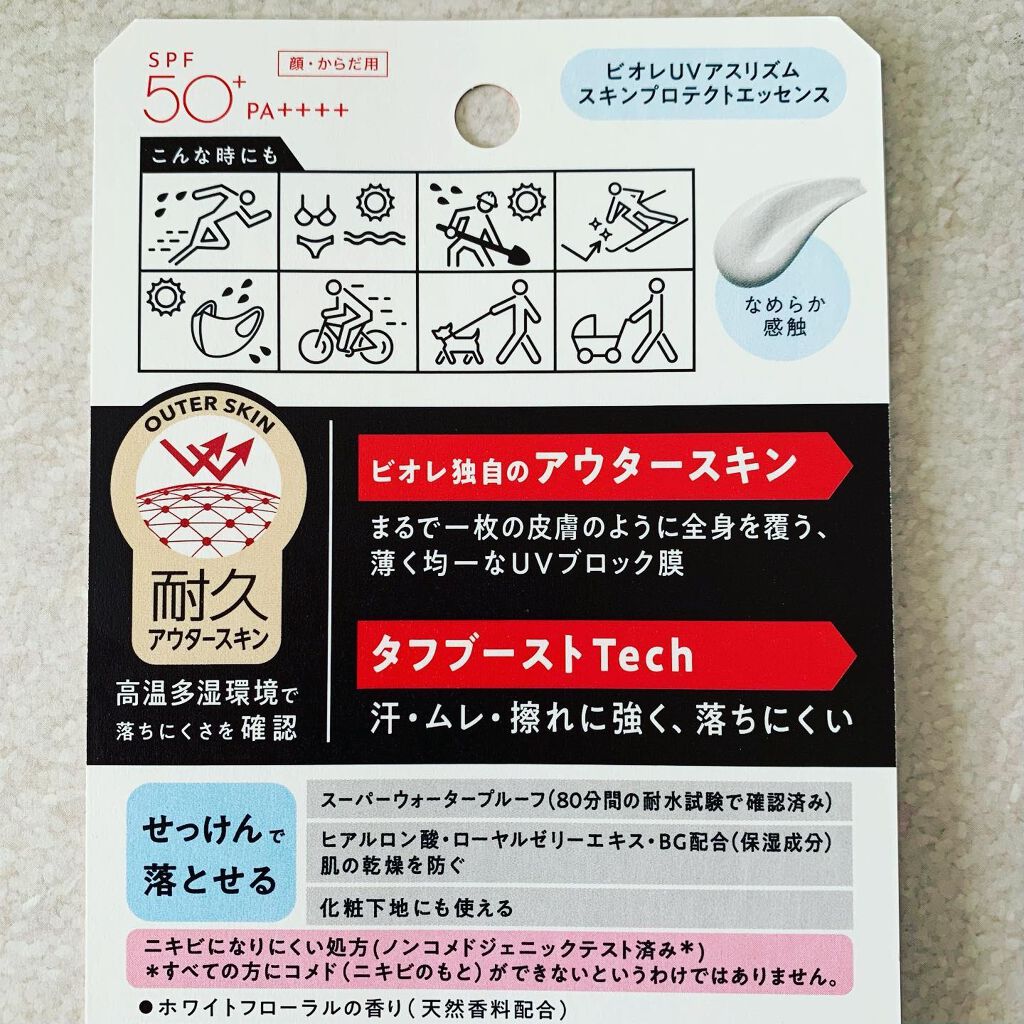 SPF
50+ PA++++
顔・からだ用
ビオレUVアスリズム
スキンプロテクトエッセンス
こんな時にも
なめらか
感触
OUTER SKIN
耐久
アウタースキン
高温多湿環境で
落ちにくさを確認
ビオレ独自のアウタースキン
まるで一枚の皮膚のように全身を覆う、
薄く均一なUVブロック膜
タフブーストTech
汗・ムレ・擦れに強く、落ちにくい
せっけんで
落とせる
スーパーウォータープルーフ(80分間の耐水試験で確認済み)
ヒアルロン酸・ローヤルゼリーエキス・BG配合(保湿成分)
肌の乾燥を防ぐ
化粧下地にも使える
ニキビになりにくい処方(ノンコメドジェニックテスト済み*)
*すべての方にコメド(ニキビのもと)ができないというわけではありません。
●ホワイトフローラルの香り(天然香料配合)